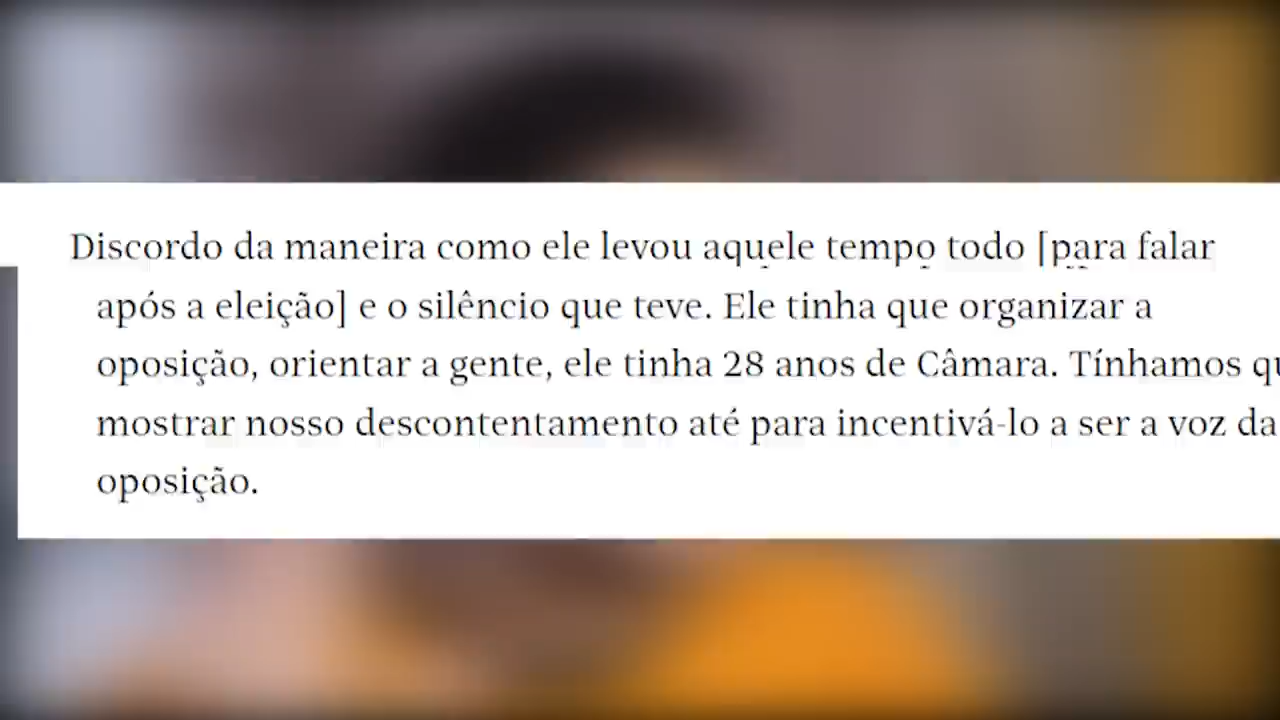 Discordo da maneira como ele levou aquele tempo todo [para falar
após a eleição] e o silêncio que teve. Ele tinha que organizar a
oposição, orientar a gente, ele tinha 28 anos de Câmara. Tínhamos
mostrar nosso descontentamento até para incentivá-lo a ser a voz da
oposição.